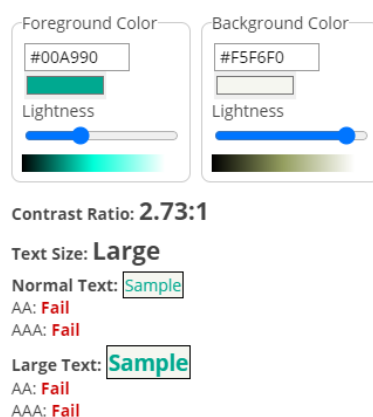 Foreground Color Background Color
#00A990 #F5F6F0
Lightness Lightness
Contrast Ratio: 2.73:1
Text Size: Large
Normal Text: Sample
AA: Fail
AAA: Fail
Large Text: Sample
AA: Fail
AAA: Fail